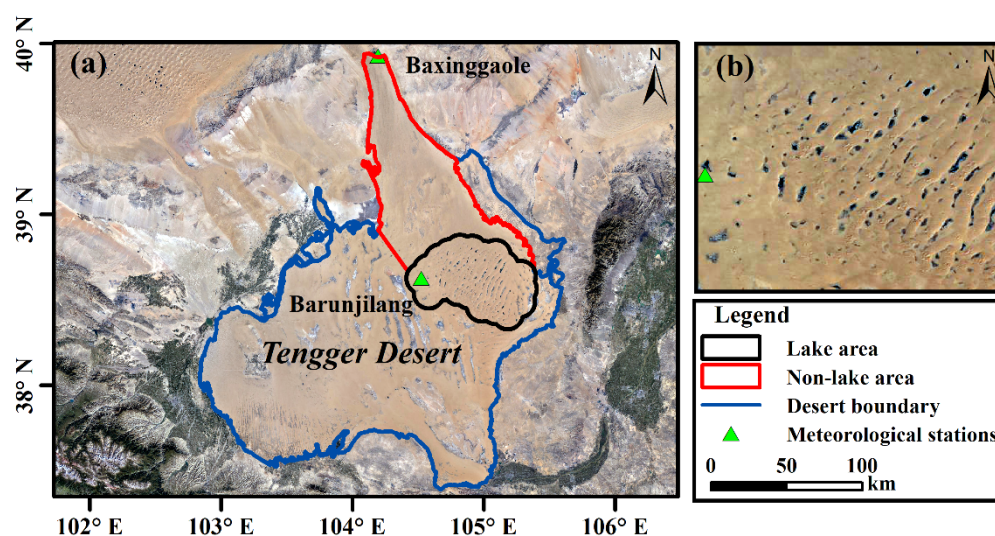 (a)
N
Baxinggaole
40° N
39° N
38° N
Barunjilang
Tengger Desert
102° E
103° E
104° E
105° E
106° E
(b)
N
Legend
Lake area
Non-lake area
Desert boundary
Meteorological stations
0 50 100
km